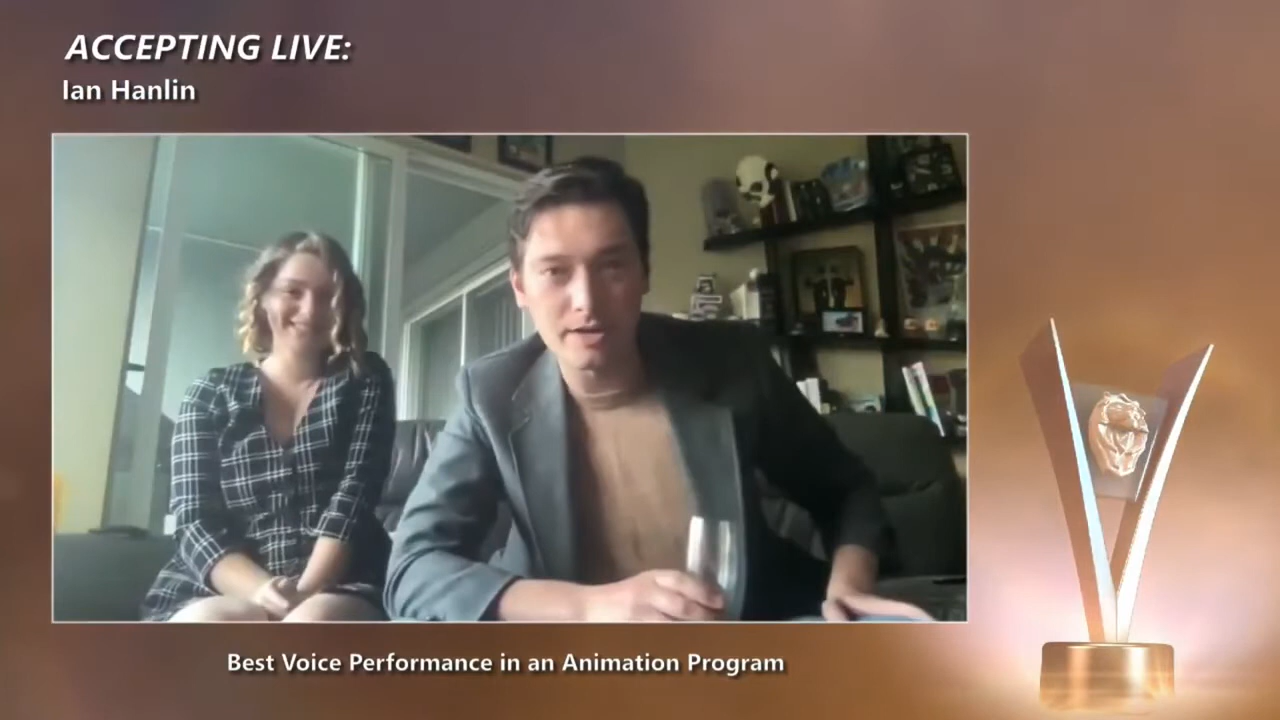 ACCEPTING LIVE:
Ian Hanlin
Best Voice Performance in an Animation Program